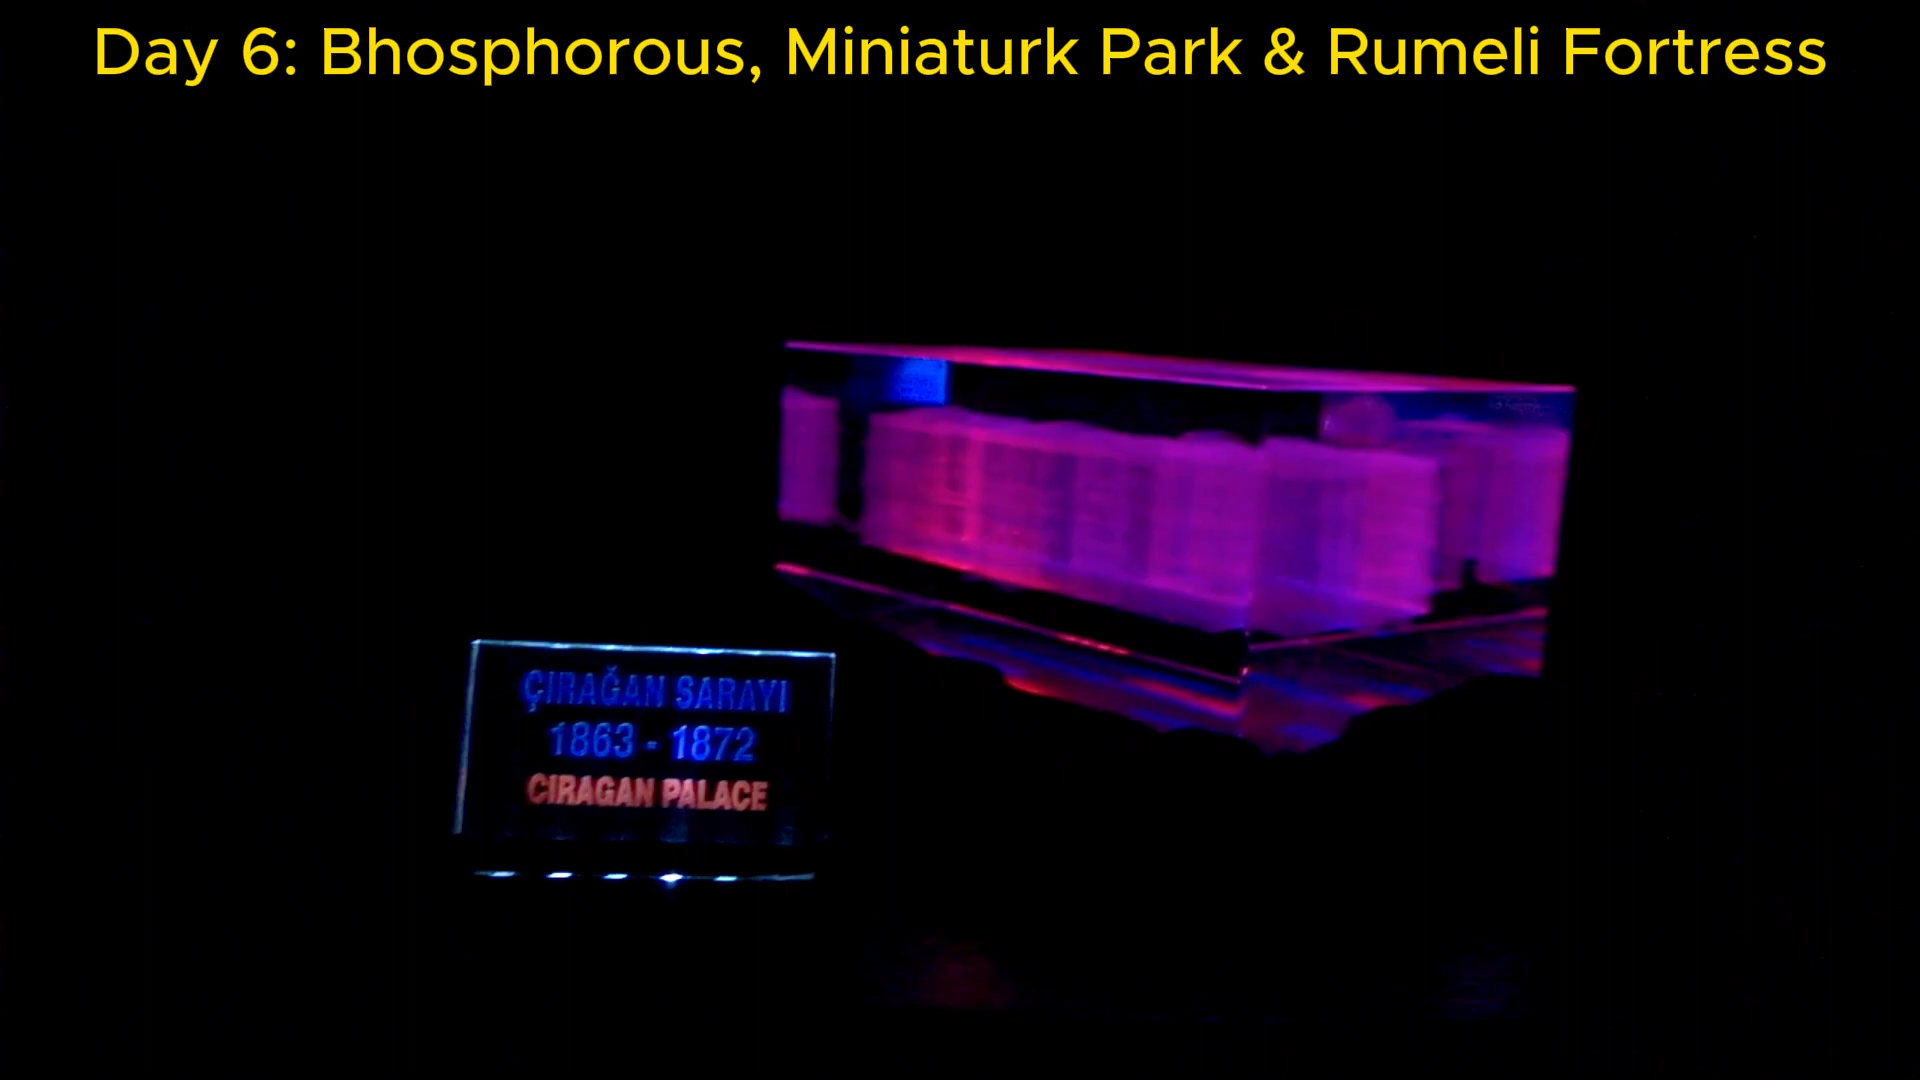 Day 6: Bhosphorous, Miniaturk Park & Rumeli Fortress
ÇIRAĞAN SARAYI
1863 - 1872
CIRAGAN PALACE